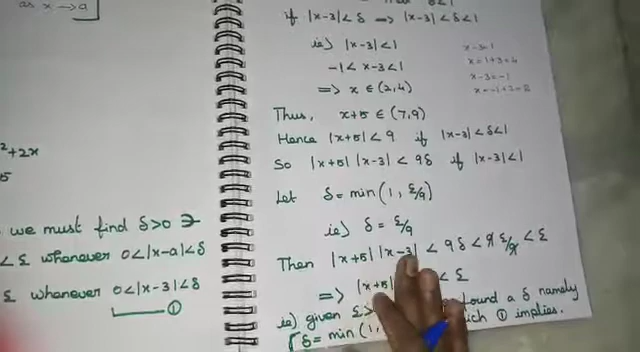 as x → a
² + 2x
5
we must find δ>0 ∋
< ε whenever 0<|x-a|<δ
ε whenever 0<|x-3|<δ
①
δ<1
if |x-3|<δ ⟹ |x-3|<δ<1
ie) |x-3|<1
-1< x-3<1
⟹ x ∈ (2,4)
x-3=1
x=1+3=4
x-3=-1
x=-1+3=2
Thus, x+5 ∈ (7,9)
Hence |x+5|<9 if |x-3|<δ<1
So |x+5| |x-3| < 9δ if |x-3|<1
Let δ = min(1, ε/9)
ie) δ = ε/9
Then |x+5| |x-3| < 9δ < 9 ε/9 < ε
⟹ |x+5| < ε
ie) given ε> found a δ namely
δ = min (1, ① implies.